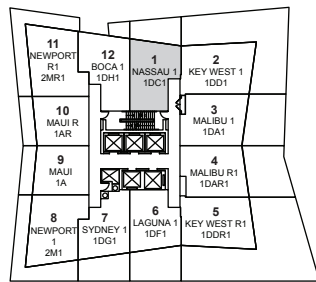 11
NEWPORT
R1
2MR1
12
BOCA 1
1DH1
1
NASSAU 1
1DC1
2
KEY WEST 1
1DD1
10
MAUI R
1AR
3
MALIBU 1
1DA1
9
MAUI
1A
4
MALIBU R1
1DAR1
8
NEWPORT
1
2M1
7
SYDNEY 1
1DG1
6
LAGUNA 1
1DF1
5
KEY WEST R1
1DDR1